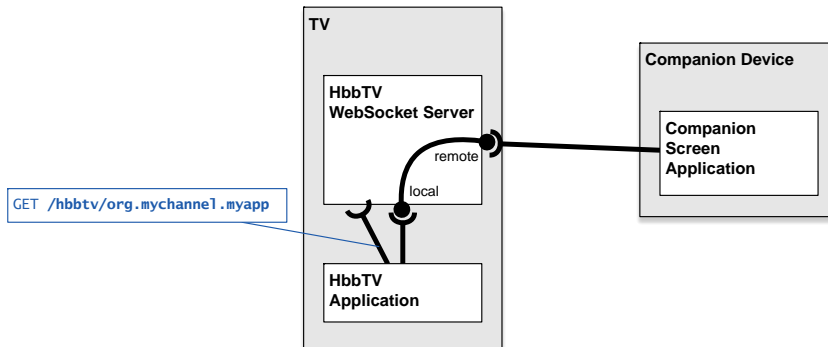 TV
HbbTV
WebSocket Server
remote
local
GET /hbbtv/org.mychannel.myapp
HbbTV
Application
Companion Device
Companion
Screen
Application